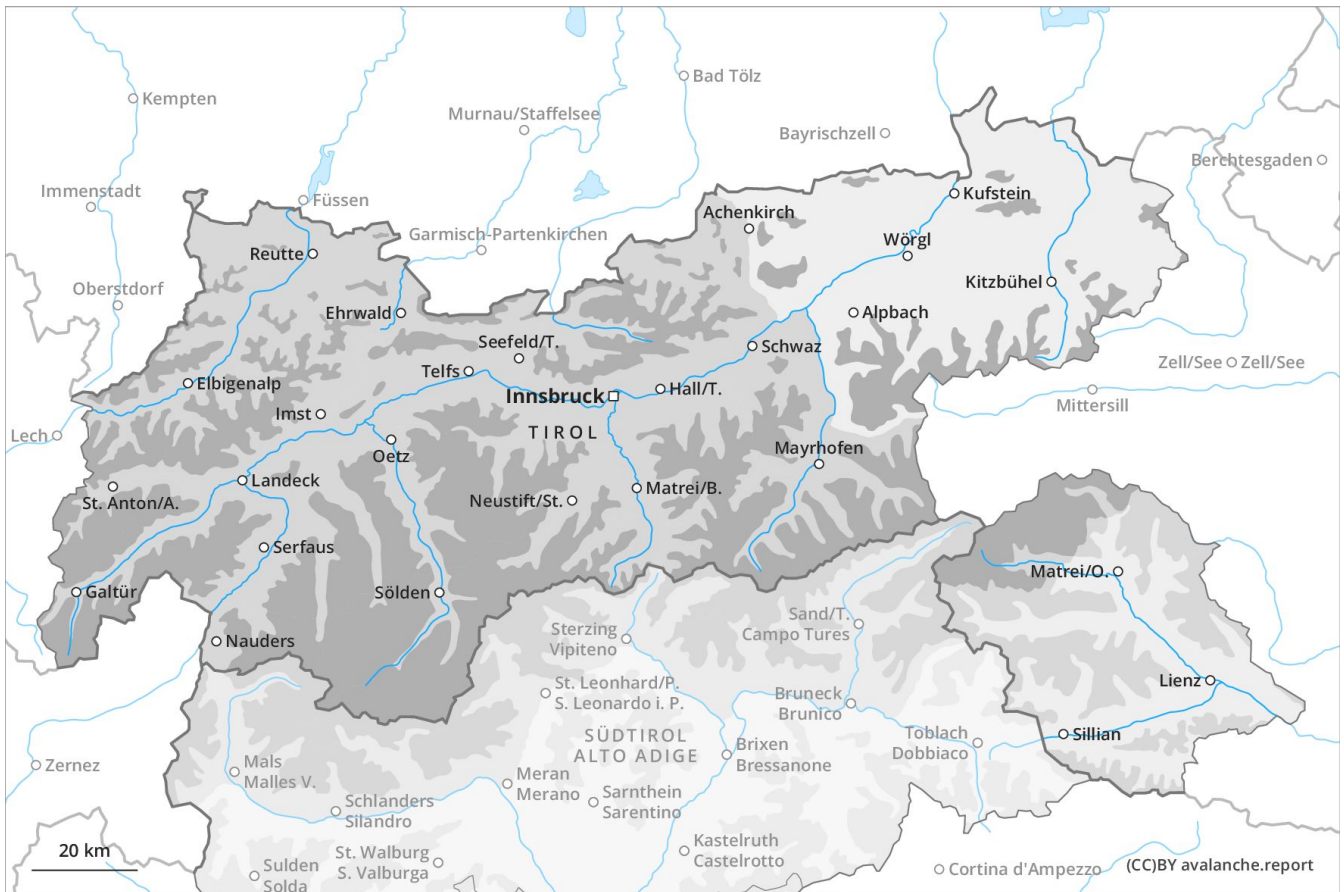 Kempten
Bad Tölz
Murnau/Staffelsee
Bayrischzell
Berchtesgaden
Immenstadt
Füssen
Kufstein
Achenkirch
Garmisch-Partenkirchen
Wörgl
Reutte
Oberstdorf
Kitzbühel
Ehrwald
Alpbach
Seefeld/T.
Schwaz
Zell/See
Zell/See
Telfs
Elbigenalp
Hall/T.
Innsbruck
Mittersill
Imst
TIROL
Lech
Mayrhofen
Oetz
Landeck
Matrei/B.
St. Anton/A.
Neustift/St.
Serfaus
Matrei/O.
Galtür
Sölden
Sand/T.
Campo Tures
Sterzing
Vipiteno
Nauders
Lienz
St. Leonhard/P.
S. Leonardo i. P.
Bruneck
Brunico
Sillian
Toblach
Dobbiaco
SÜDTIROL
ALTO ADIGE
Brixen
Bressanone
Zernez
Mals
Malles V.
Meran
Merano
Sarnthein
Sarentino
Schlanders
Silandro
Kastelruth
Castelrotto
20 km
St. Walburg
S. Valburga
Sulden
Solda
Cortina d'Ampezzo
(CC)BY avalanche.report